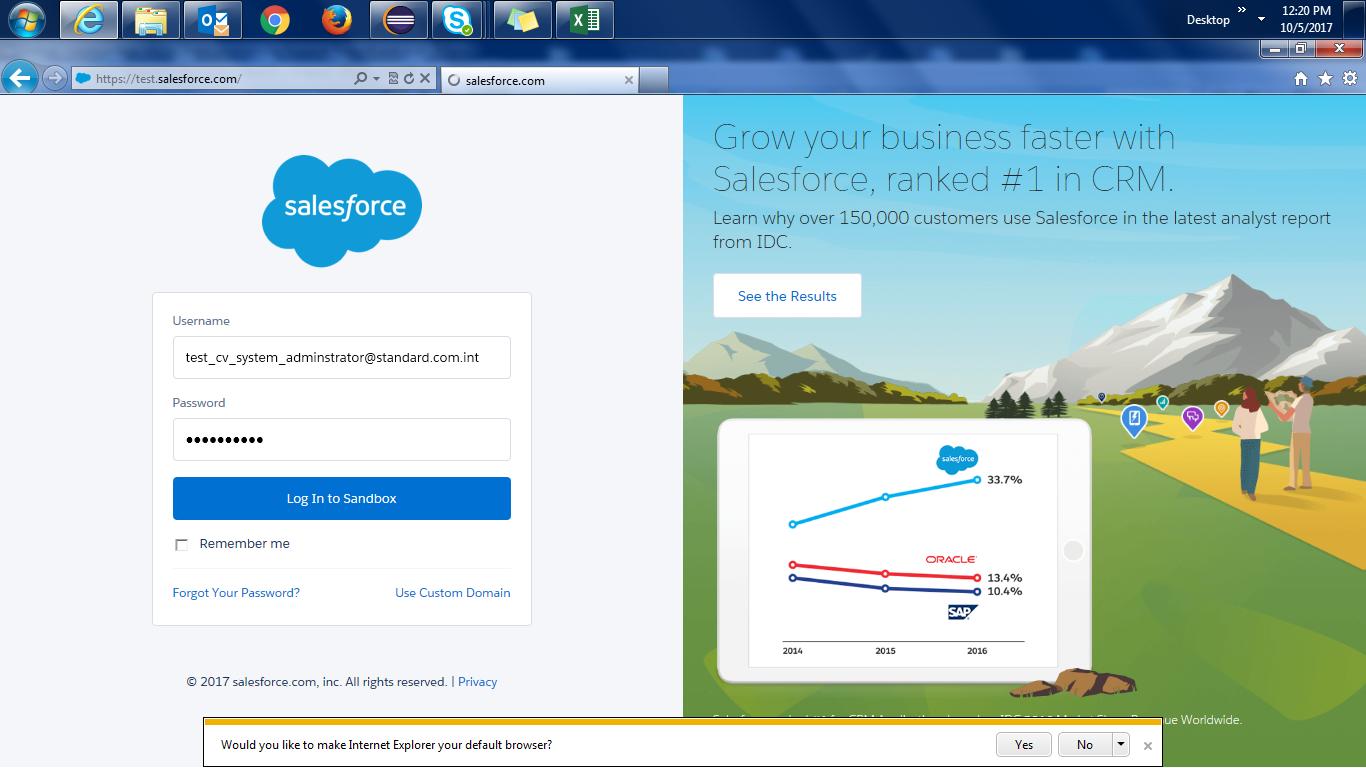 Desktop
12:20 PM
10/5/2017
https://test.salesforce.com/
salesforce.com
salesforce
Username
test_cv_system_adminstrator@standard.com.int
Password
Log In to Sandbox
Remember me
Forgot Your Password?
Use Custom Domain
© 2017 salesforce.com, inc. All rights reserved. | Privacy
Grow your business faster with
Salesforce, ranked #1 in CRM.
Learn why over 150,000 customers use Salesforce in the latest analyst report
from IDC.
See the Results
salesforce
33.7%
ORACLE
13.4%
10.4%
SAP
2014 2015 2016
Worldwide.
Would you like to make Internet Explorer your default browser?
Yes
No